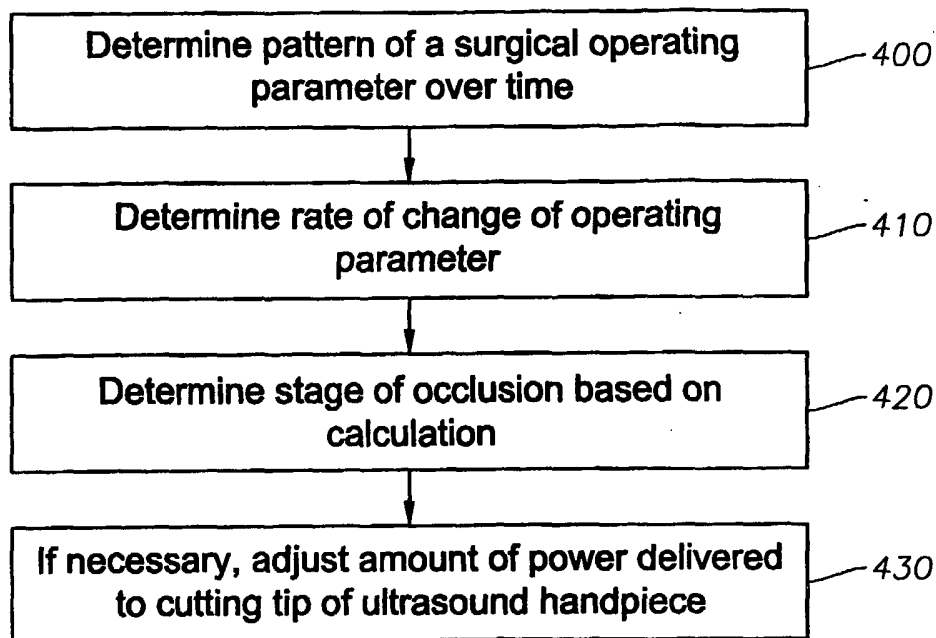 Determine pattern of a surgical operating
parameter over time
400
Determine rate of change of operating
parameter
410
Determine stage of occlusion based on
calculation
420
If necessary, adjust amount of power delivered
to cutting tip of ultrasound handpiece
430